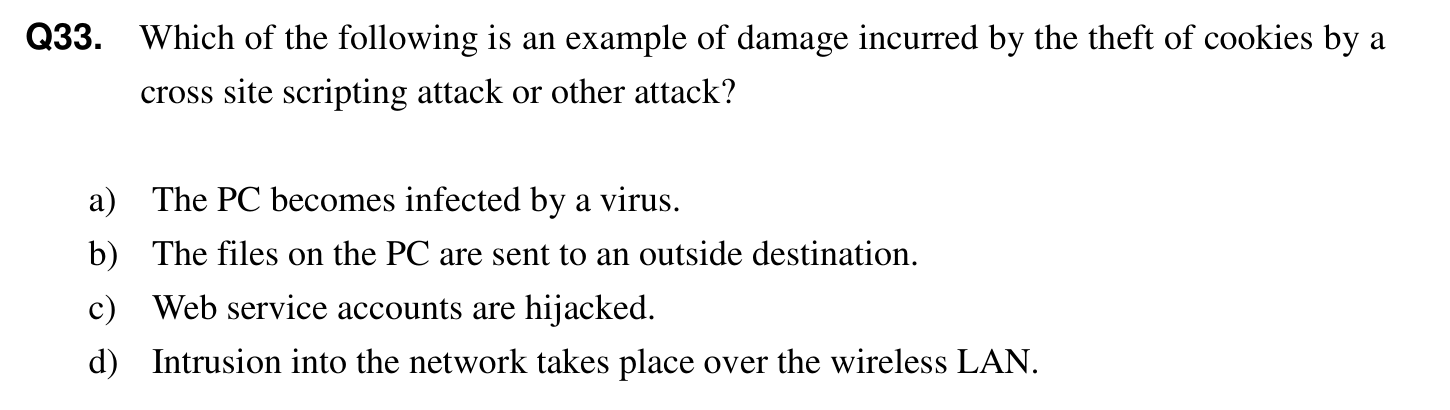 Q33. Which of the following is an example of damage incurred by the theft of cookies by a
cross site scripting attack or other attack?
a) The PC becomes infected by a virus.
b) The files on the PC are sent to an outside destination.
c) Web service accounts are hijacked.
d) Intrusion into the network takes place over the wireless LAN.